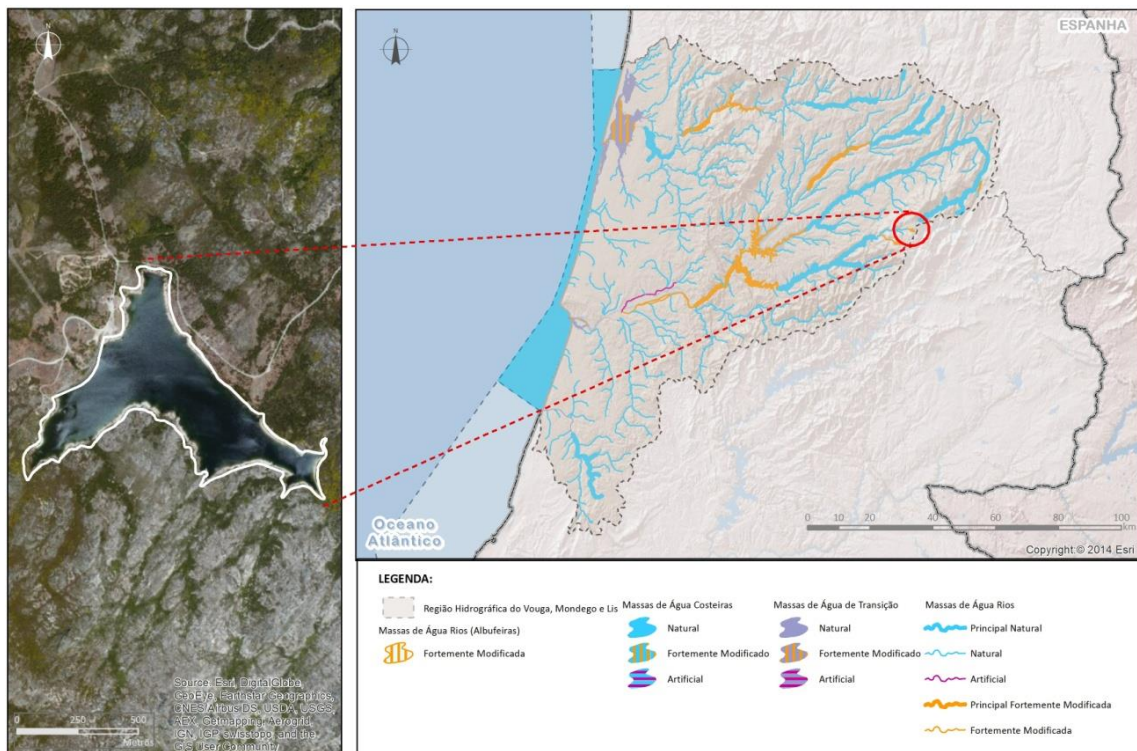 N
Source: Esri, DigitalGlobe,
GeoEye, Earthstar Geographics,
CNES/Airbus DS, USDA, USGS,
AEX, Getmapping, Aerogrid,
IGN, IGP, swisstopo, and the
GIS User Community
0 250 500
Metros
N
ESPANHA
Oceano
Atlântico
0 10 20 40 60 80 100
km
Copyright:© 2014 Esri
LEGENDA:
Região Hidrográfica do Vouga, Mondego e Lis
Massas de Água Rios (Albufeiras)
Fortemente Modificada
Massas de Água Costeiras
Natural
Fortemente Modificado
Artificial
Massas de Água de Transição
Natural
Fortemente Modificado
Artificial
Massas de Água Rios
Principal Natural
Natural
Artificial
Principal Fortemente Modificada
Fortemente Modificada